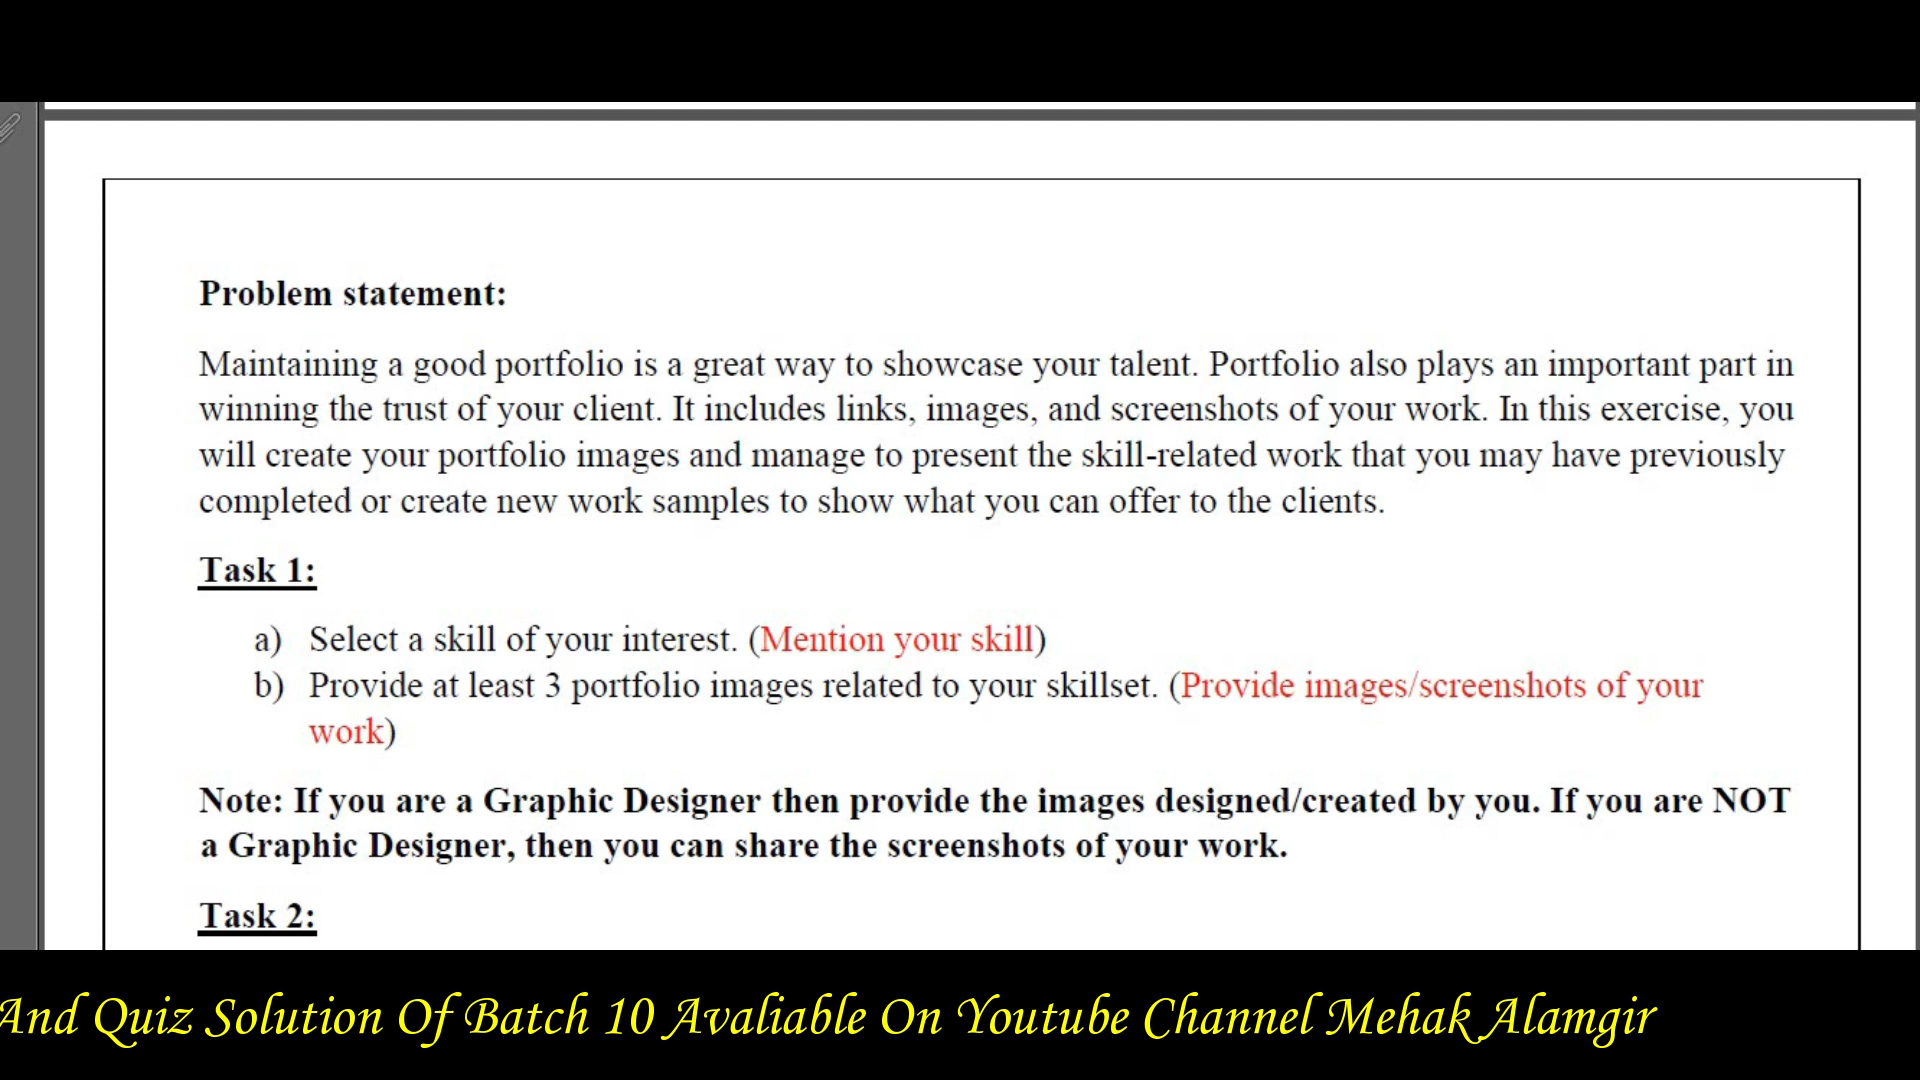 Problem statement:
Maintaining a good portfolio is a great way to showcase your talent. Portfolio also plays an important part in
winning the trust of your client. It includes links, images, and screenshots of your work. In this exercise, you
will create your portfolio images and manage to present the skill-related work that you may have previously
completed or create new work samples to show what you can offer to the clients.
Task 1:
a) Select a skill of your interest. (Mention your skill)
b) Provide at least 3 portfolio images related to your skillset. (Provide images/screenshots of your
work)
Note: If you are a Graphic Designer then provide the images designed/created by you. If you are NOT
a Graphic Designer, then you can share the screenshots of your work.
Task 2:
And Quiz Solution Of Batch 10 Avaliable On Youtube Channel Mehak Alamgir